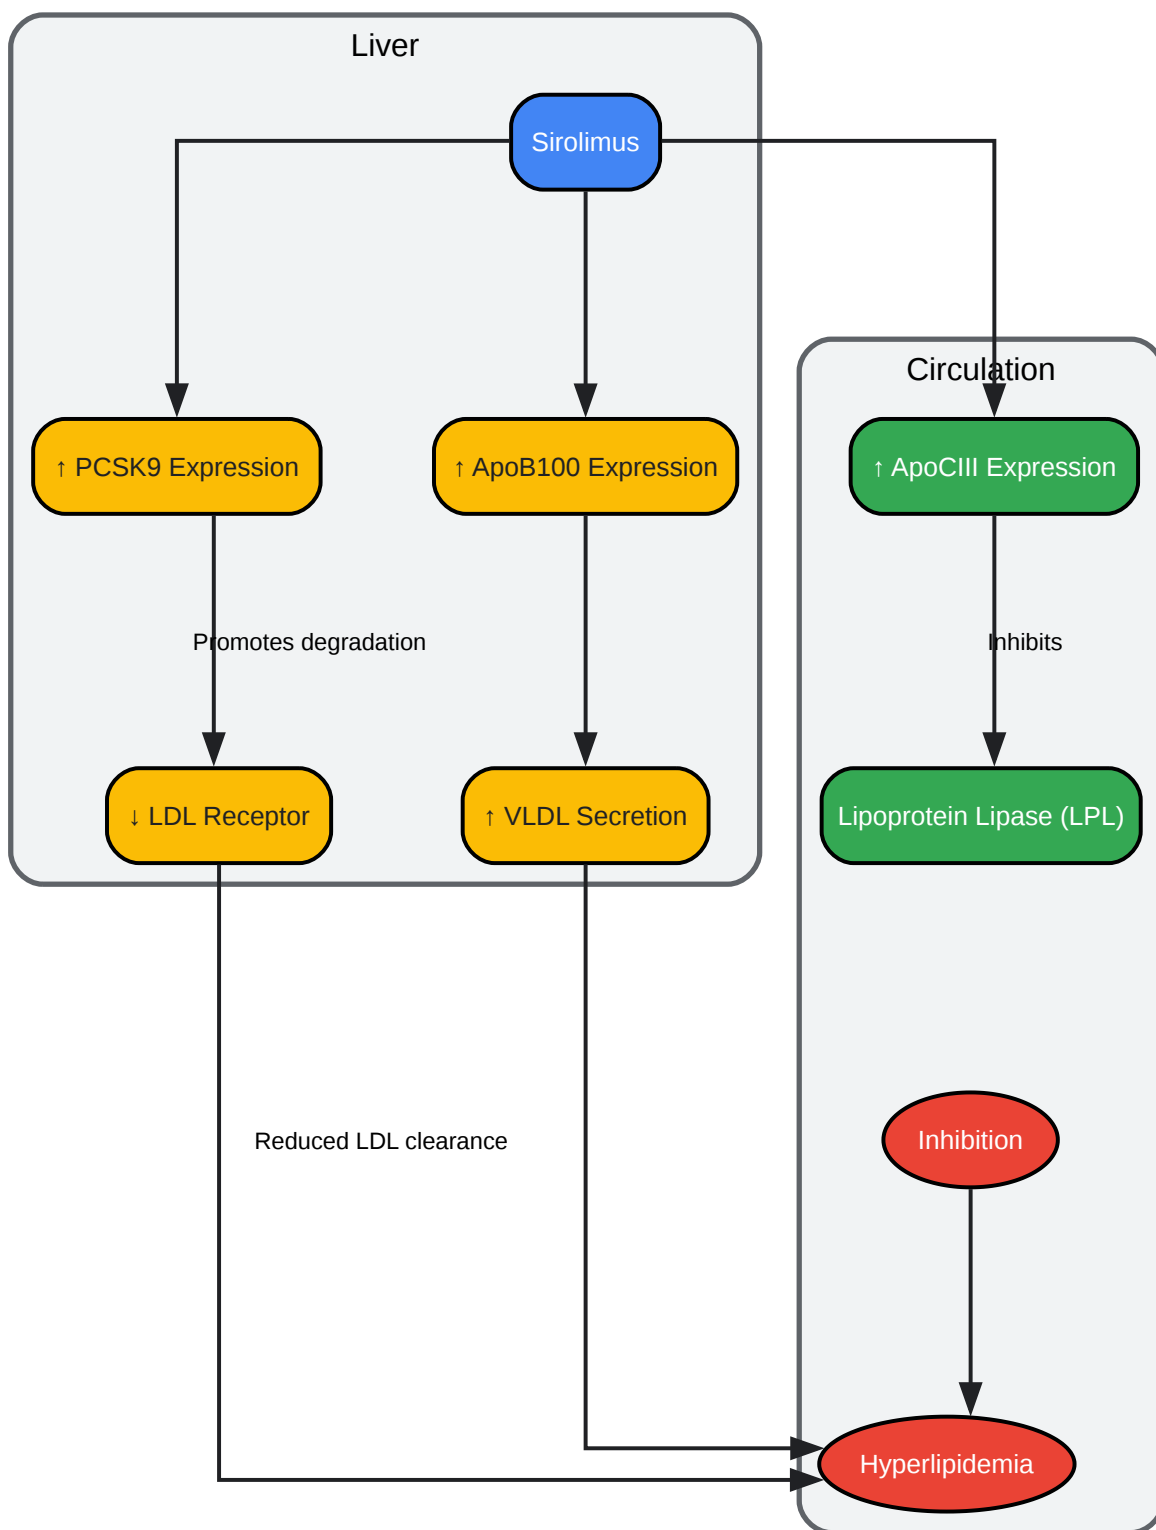 Liver
Sirolimus
Circulation
↑ PCSK9 Expression
↑ ApoB100 Expression
↑ ApoCIII Expression
Promotes degradation
Inhibits
↓ LDL Receptor
↑ VLDL Secretion
Lipoprotein Lipase (LPL)
Reduced LDL clearance
Inhibition
Hyperlipidemia